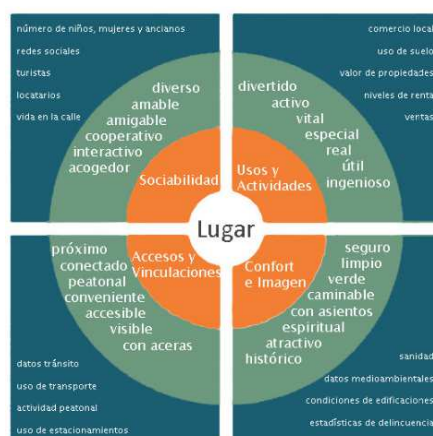 número de niños, mujeres y ancianos
redes sociales
turistas
locatarios
vida en la calle
diverso
amable
amigable
cooperativo
interactivo
acogedor
Sociabilidad
comercio local
uso de suelo
valor de propiedades
niveles de renta
ventas
divertido
activo
vital
especial
real
útil
ingenioso
Usos y
Actividades
Lugar
próximo
conectado
peatonal
conveniente
accesible
visible
con aceras
Accesos y
Vinculaciones
datos tránsito
uso de transporte
actividad peatonal
uso de estacionamientos
Confort
e Imagen
seguro
limpio
verde
caminable
con asientos
espiritual
atractivo
histórico
sanidad
datos medioambientales
condiciones de edificaciones
estadísticas de delincuencia